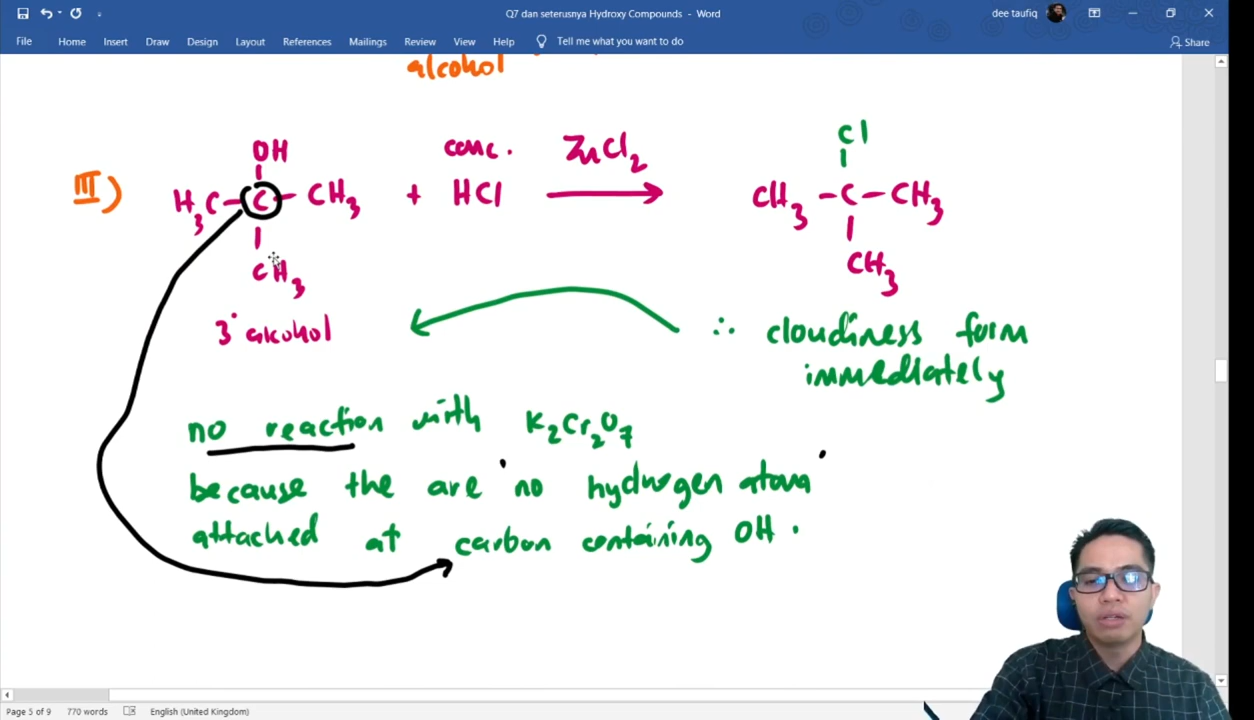 Q7 dan seterusnya Hydroxy Compounds - Word
dee taufiq
File Home Insert Draw Design Layout References Mailings Review View Help Tell me what you want to do Share
alcohol
III)
OH
H3C-C-CH3
CH3
3° alcohol
+
conc.
HCl
ZnCl2
Cl
CH3-C-CH3
CH3
∴ cloudiness form
immediately
no reaction with K2Cr2O7
because the are 'no hydrogen atom'
attached at carbon containing OH.
Page 5 of 9 770 words English (United Kingdom)